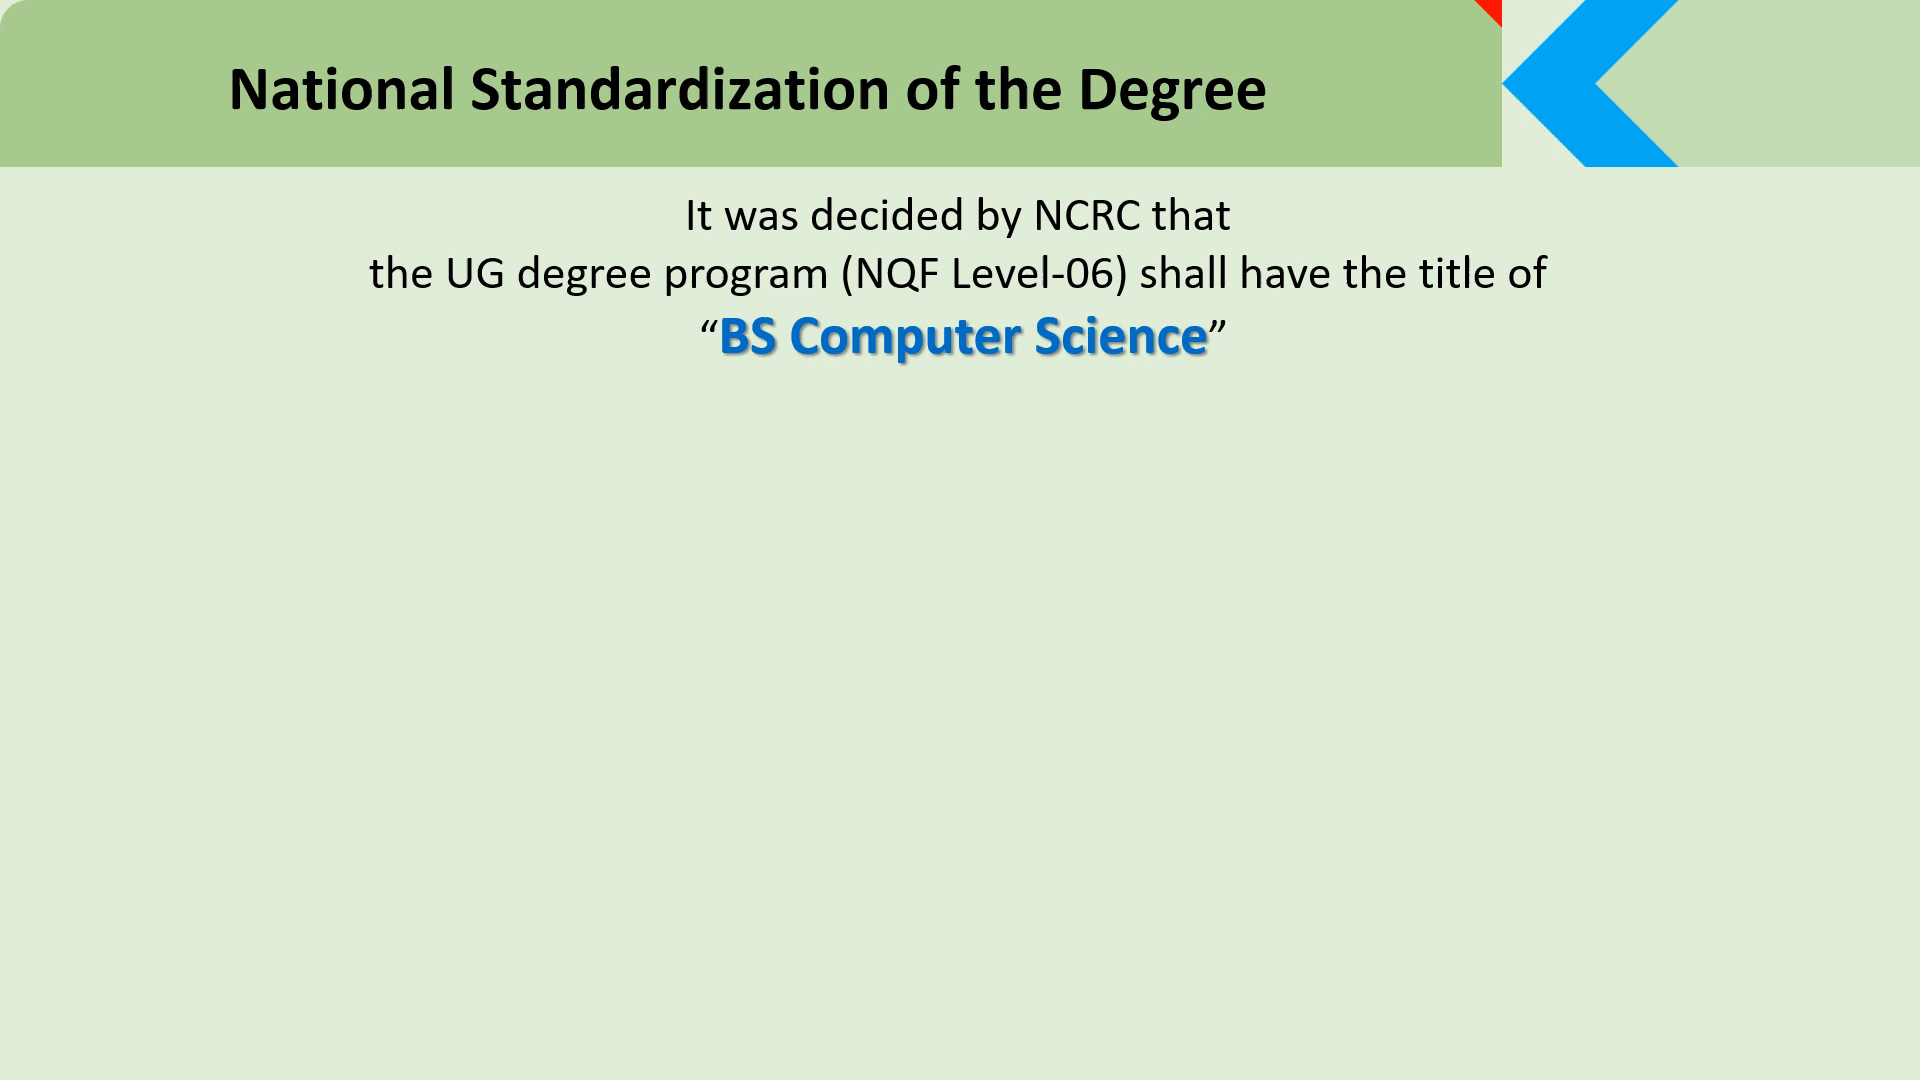 National Standardization of the Degree
It was decided by NCRC that
the UG degree program (NQF Level-06) shall have the title of
“BS Computer Science”